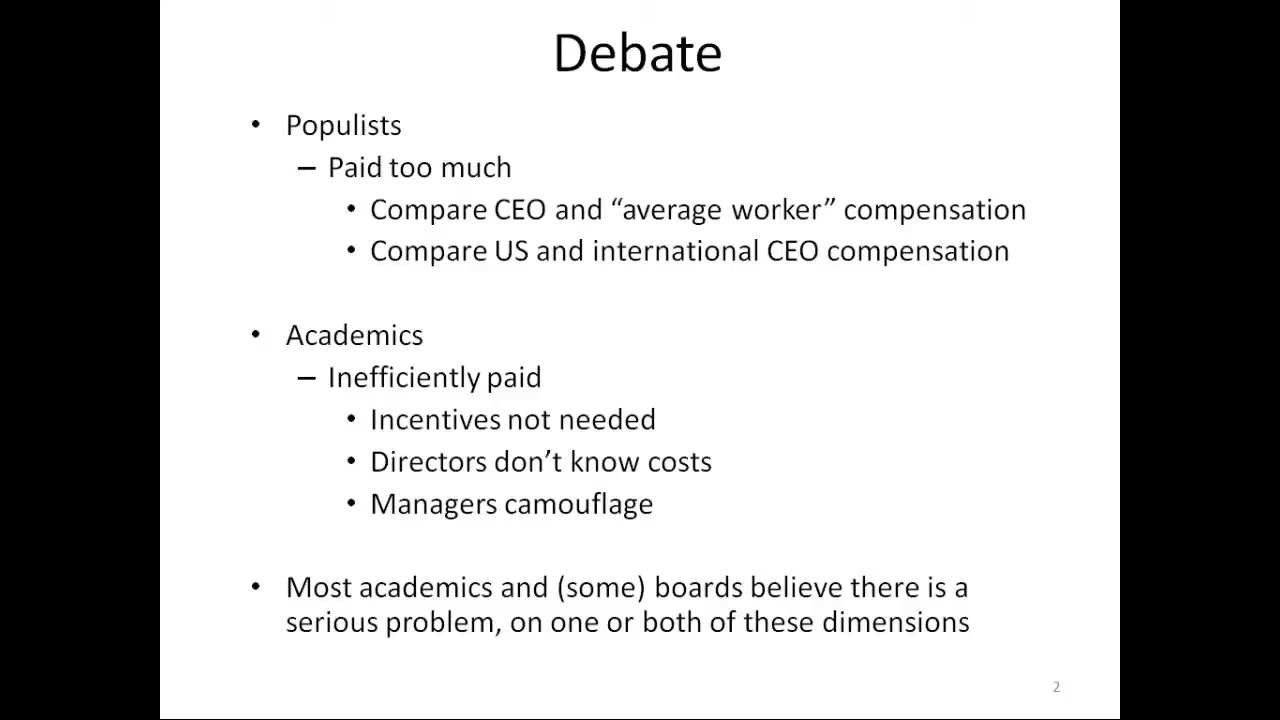 Debate
• Populists
– Paid too much
• Compare CEO and “average worker” compensation
• Compare US and international CEO compensation
• Academics
– Inefficiently paid
• Incentives not needed
• Directors don’t know costs
• Managers camouflage
• Most academics and (some) boards believe there is a
serious problem, on one or both of these dimensions
2